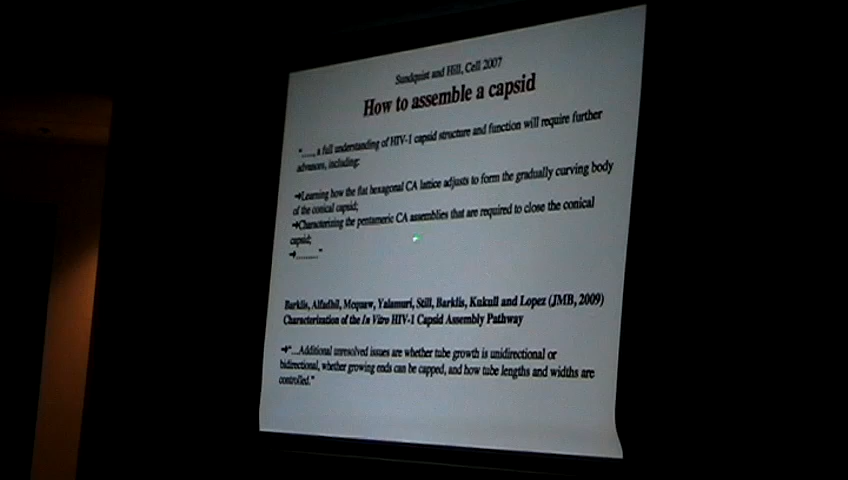 Sundquist and Hill, Cell 2007
How to assemble a capsid
"...... a full understanding of HIV-1 capsid structure and function will require further
advances, including:
➔Learning how the flat hexagonal CA lattice adjusts to form the gradually curving body
of the conical capsid;
➔Characterizing the pentameric CA assemblies that are required to close the conical
capsid;
➔.........."
Barklis, Alfadhli, Mcquaw, Yalamuri, Still, Barklis, Kukull and Lopez (JMB, 2009)
Characterization of the In Vitro HIV-1 Capsid Assembly Pathway
➔"...Additional unresolved issues are whether tube growth is unidirectional or
bidirectional, whether growing ends can be capped, and how tube lengths and widths are
controlled."